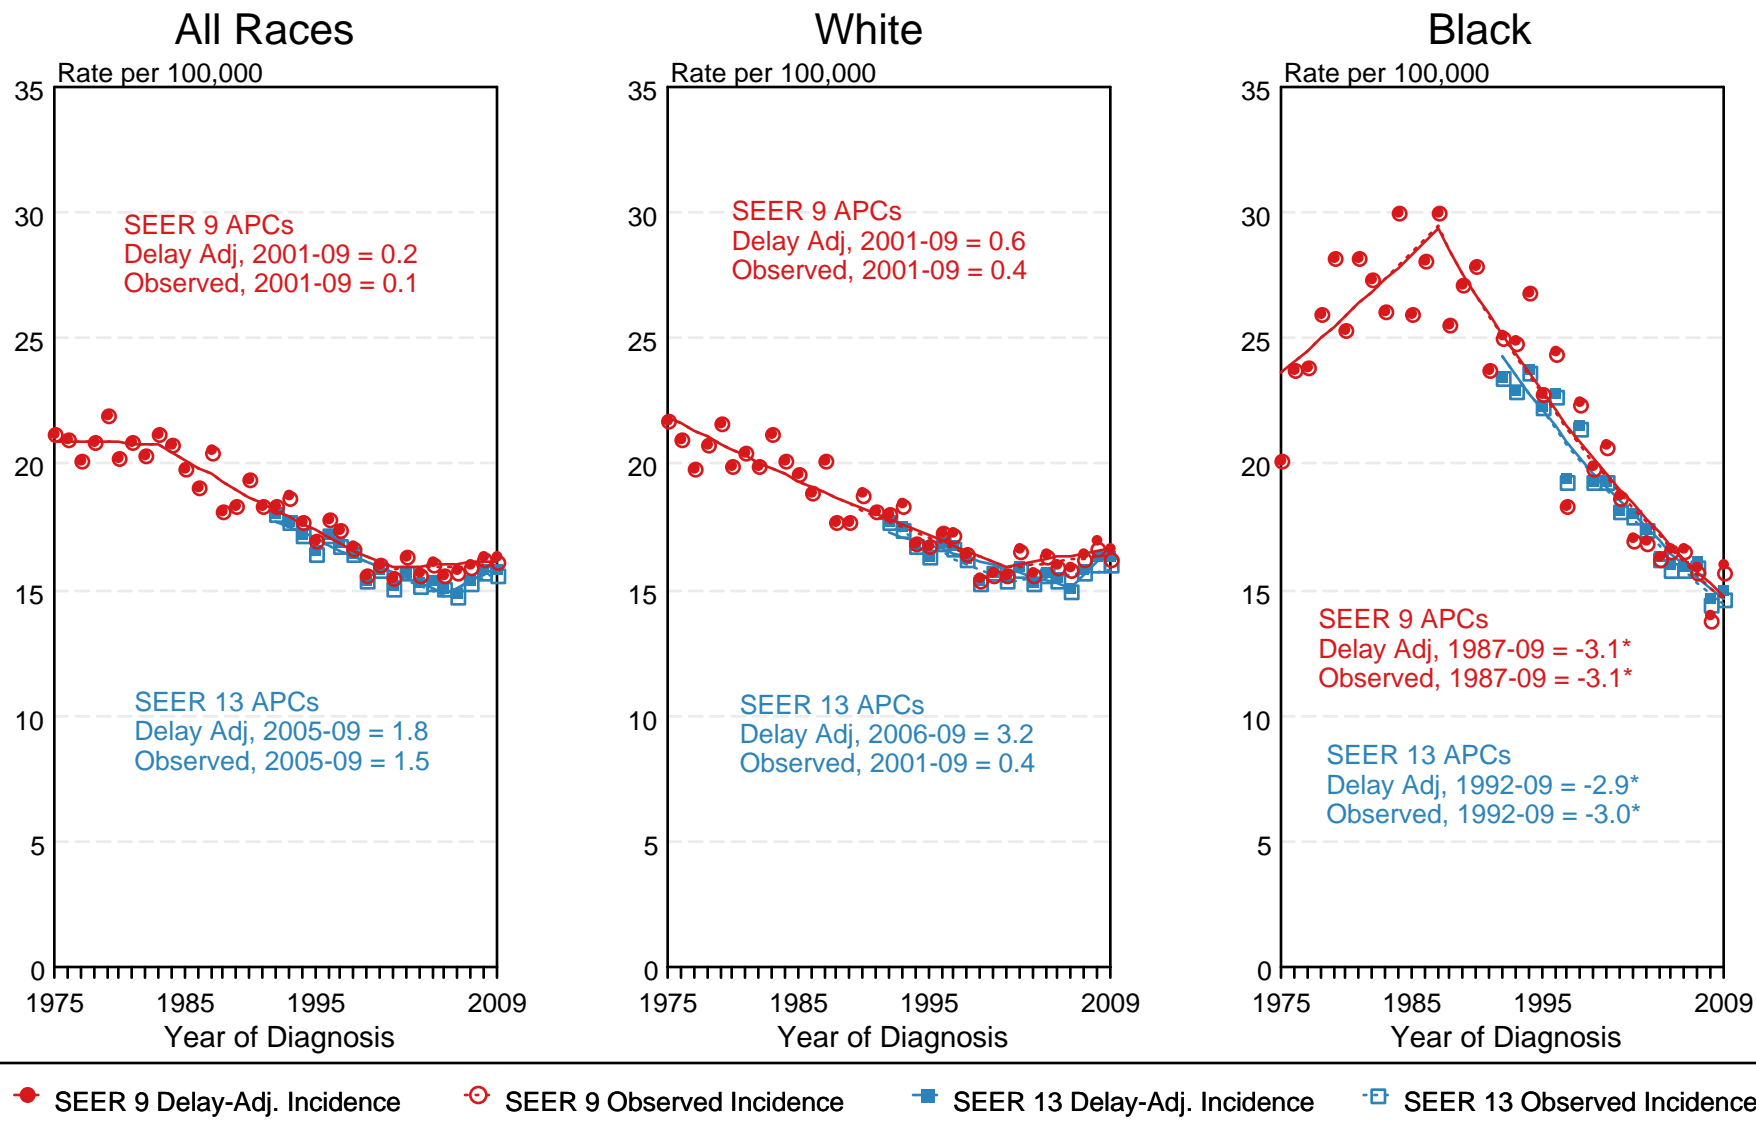 All Races
Rate per 100,000
35
30
25
20
15
10
5
0
SEER 9 APCs
Delay Adj, 2001-09 = 0.2
Observed, 2001-09 = 0.1
SEER 13 APCs
Delay Adj, 2005-09 = 1.8
Observed, 2005-09 = 1.5
1975 1985 1995 2009
Year of Diagnosis
White
Rate per 100,000
35
30
25
20
15
10
5
0
SEER 9 APCs
Delay Adj, 2001-09 = 0.6
Observed, 2001-09 = 0.4
SEER 13 APCs
Delay Adj, 2006-09 = 3.2
Observed, 2001-09 = 0.4
1975 1985 1995 2009
Year of Diagnosis
Black
Rate per 100,000
35
30
25
20
15
10
5
0
SEER 9 APCs
Delay Adj, 1987-09 = -3.1*
Observed, 1987-09 = -3.1*
SEER 13 APCs
Delay Adj, 1992-09 = -2.9*
Observed, 1992-09 = -3.0*
1975 1985 1995 2009
Year of Diagnosis
SEER 9 Delay-Adj. Incidence
SEER 9 Observed Incidence
SEER 13 Delay-Adj. Incidence
SEER 13 Observed Incidence